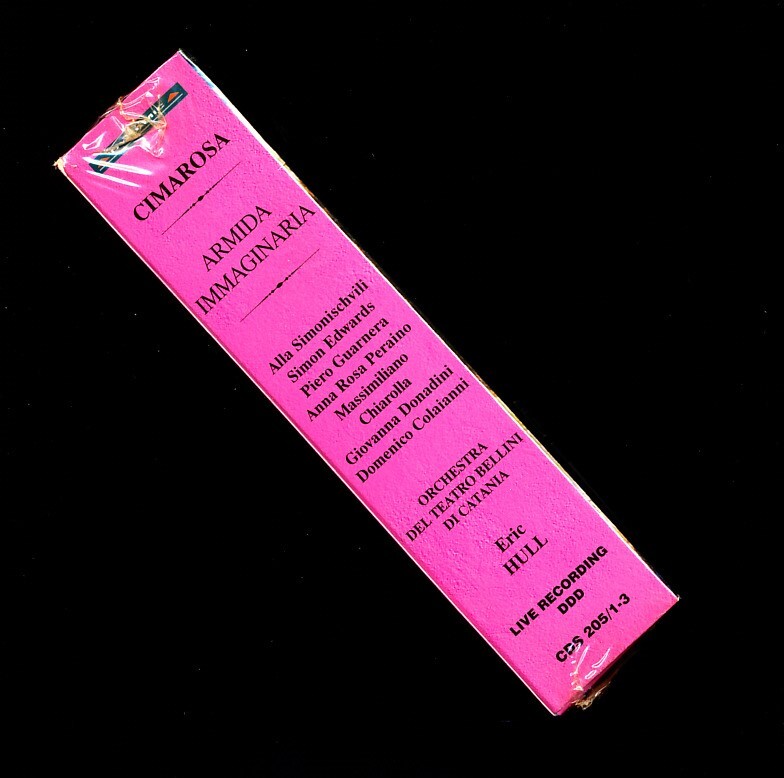 CIMAROSA
ARMIDA
IMMAGINARIA
Alla Simonischvili
Simon Edwards
Piero Guarnera
Anna Rosa Peraino
Massimiliano
Chiarolla
Giovanna Donadini
Domenico Colaianni
ORCHESTRA
DEL TEATRO BELLINI
DI CATANIA
Eric
HULL
LIVE RECORDING
DDD
CDS 205/1-3